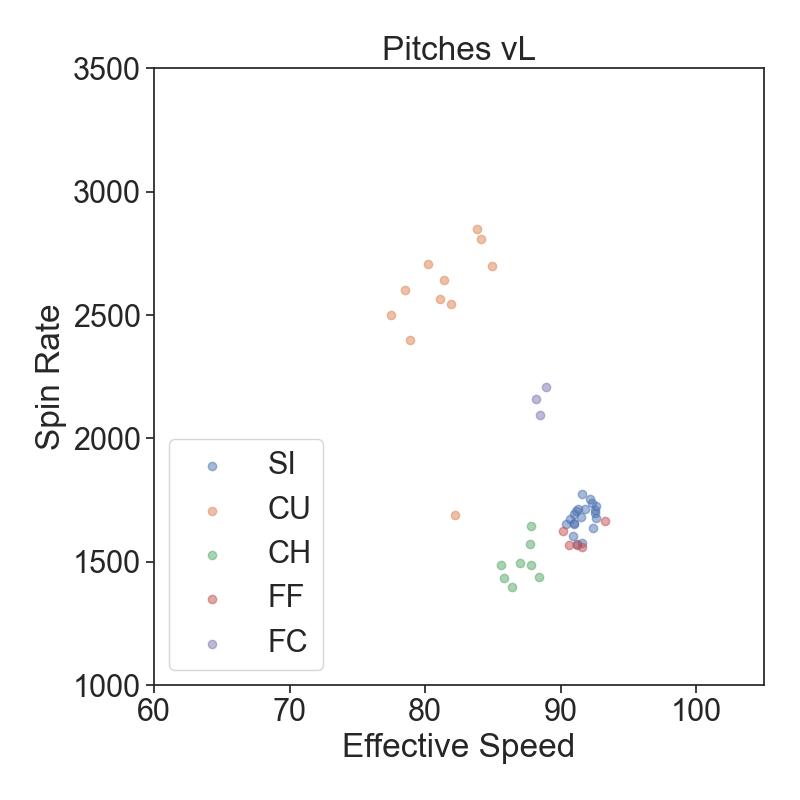 Pitches vL
3500
3000
2500
2000
1500
1000
Spin Rate
SI
CU
CH
FF
FC
60 70 80 90 100
Effective Speed